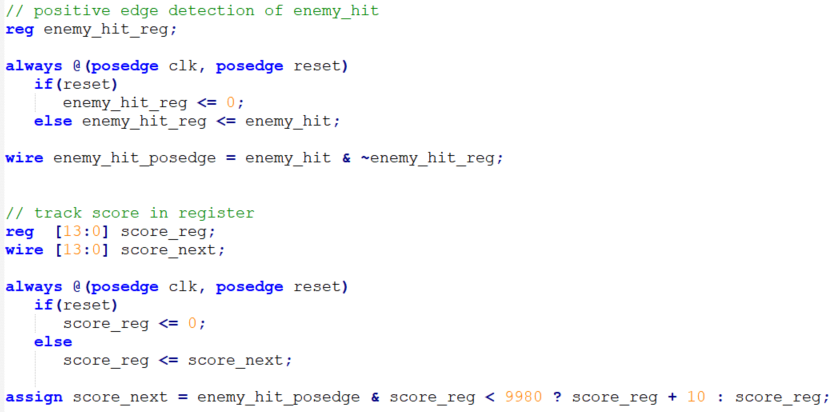 // positive edge detection of enemy_hit
reg enemy_hit_reg;
always @(posedge clk, posedge reset)
if(reset)
enemy_hit_reg <= 0;
else enemy_hit_reg <= enemy_hit;
wire enemy_hit_posedge = enemy_hit & ~enemy_hit_reg;
// track score in register
reg [13:0] score_reg;
wire [13:0] score_next;
always @(posedge clk, posedge reset)
if(reset)
score_reg <= 0;
else
score_reg <= score_next;
assign score_next = enemy_hit_posedge & score_reg < 9980 ? score_reg + 10 : score_reg;